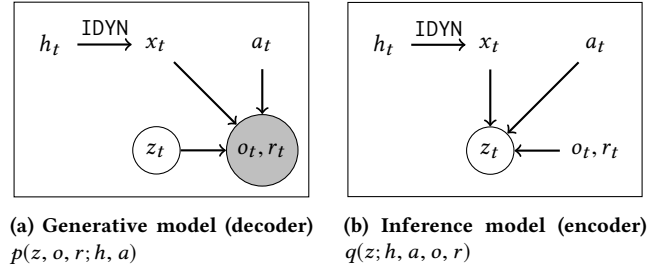 h_t IDYN x_t a_t
z_t o_t, r_t
h_t IDYN x_t a_t
z_t o_t, r_t
(a) Generative model (decoder)
p(z, o, r; h, a)
(b) Inference model (encoder)
q(z; h, a, o, r)